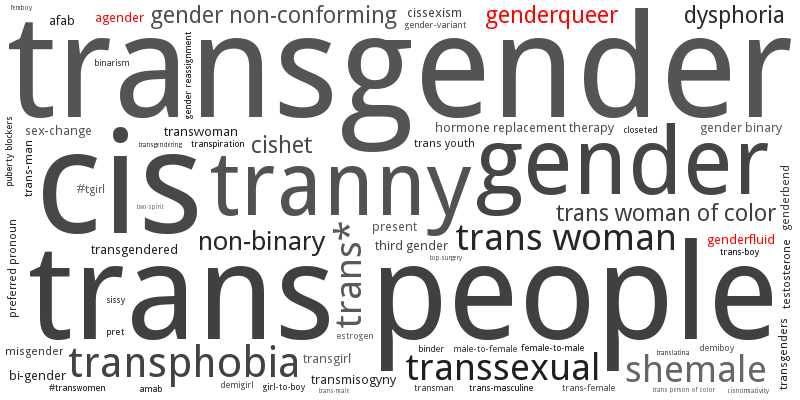 femboy
afab
agender
gender non-conforming
cissexism
gender-variant
genderqueer
dysphoria
transgender
binarism
gender reassignment
puberty blockers
sex-change
trans-man
transwoman
transgendering
transpiration
cishet
hormone replacement therapy
trans youth
closeted
gender binary
cis
#tgirl
two-spirit
tranny
gender
genderbend
trans woman of color
preferred pronoun
transgendered
non-binary
trans*
present
third gender
top-surgery
trans woman
genderfluid
trans-boy
testosterone
trans people
sissy
pret
estrogen
misgender
bi-gender
transphobia
transgirl
binder
male-to-female
female-to-male
translatina
demiboy
transgenders
#transwomen
amab
demigirl
girl-to-boy
transmisogyny
trans-male
transsexual
transman
trans-masculine
trans-female
shemale
trans person of color
cisnormativity